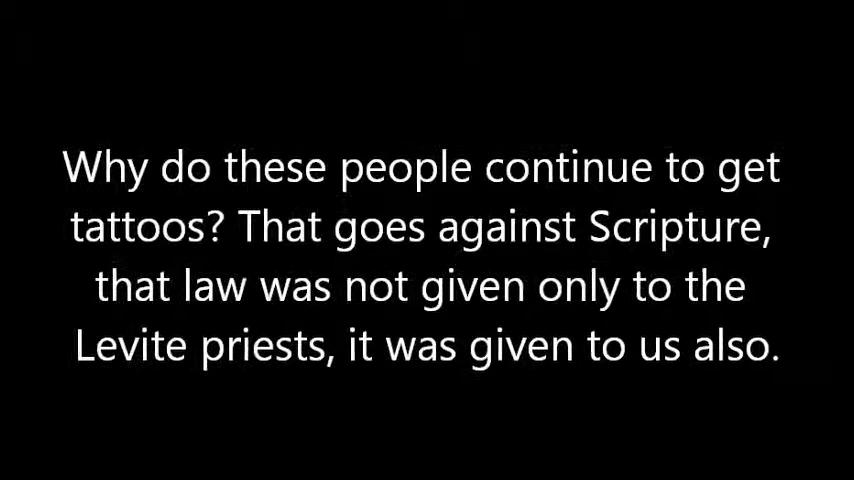 Why do these people continue to get
tattoos? That goes against Scripture,
that law was not given only to the
Levite priests, it was given to us also.